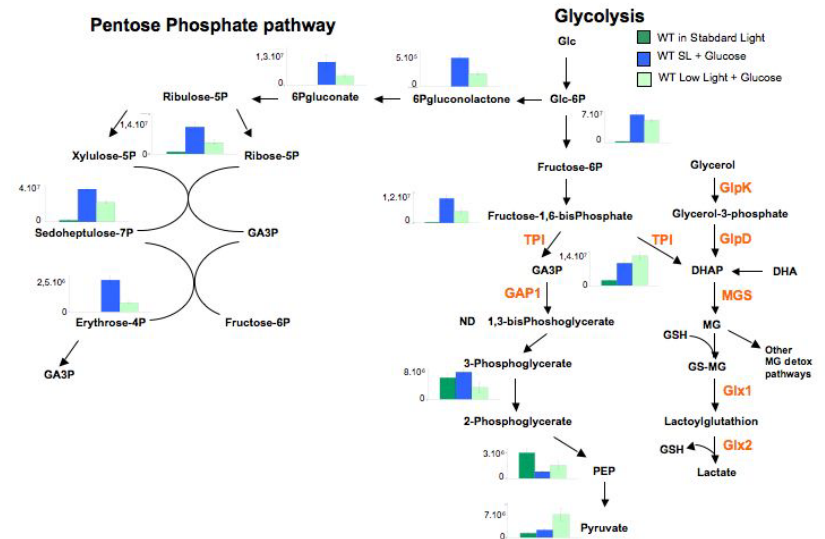 Pentose Phosphate pathway
Glycolysis
Glc
WT in Stabdard Light
WT SL + Glucose
WT Low Light + Glucose
1,3.10⁷
0
5.10⁶
0
Ribulose-5P
6Pgluconate
6Pgluconolactone
Glc-6P
1,4.10⁷
0
7.10⁷
0
Xylulose-5P
Ribose-5P
Fructose-6P
Glycerol
GlpK
4.10⁷
0
1,2.10⁷
0
Fructose-1,6-bisPhosphate
Glycerol-3-phosphate
Sedoheptulose-7P
GA3P
TPI
TPI
GlpD
1,4.10⁷
0
GA3P
DHAP
DHA
2,5.10⁶
0
GAP1
MGS
Erythrose-4P
Fructose-6P
ND
1,3-bisPhoshoglycerate
MG
GSH
Other
MG detox
pathways
GA3P
3-Phosphoglycerate
GS-MG
8.10⁶
0
Glx1
2-Phosphoglycerate
Lactoylglutathion
GSH
Glx2
3.10⁶
0
PEP
Lactate
7.10⁶
0
Pyruvate